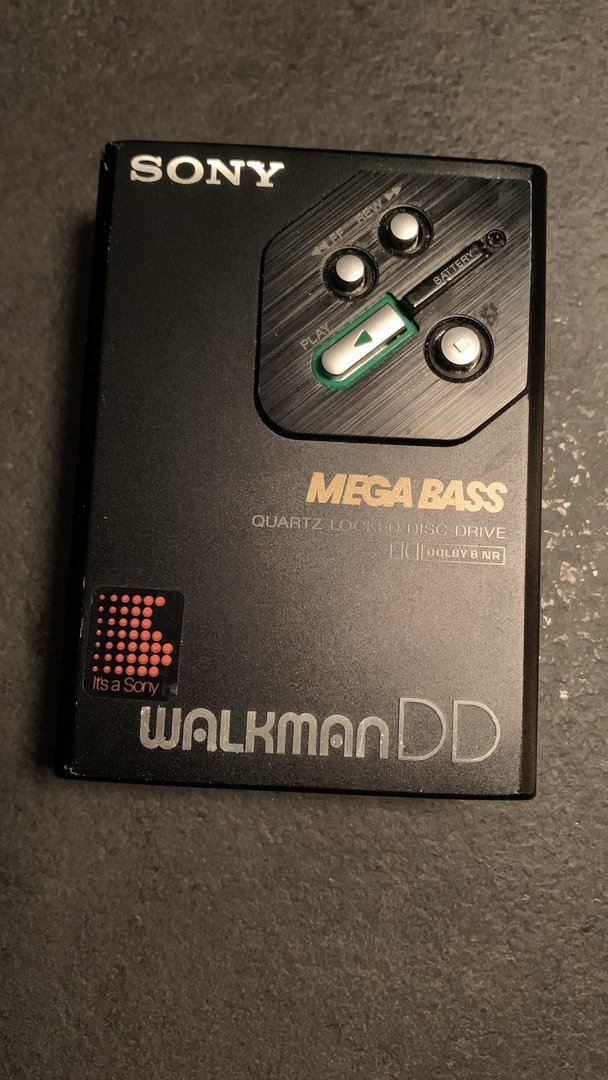 SONY
FF
REW
BATTERY
PLAY
MEGA BASS
QUARTZ LOCKED DISC DRIVE
DOLBY B NR
It's a Sony
WALKMAN DD